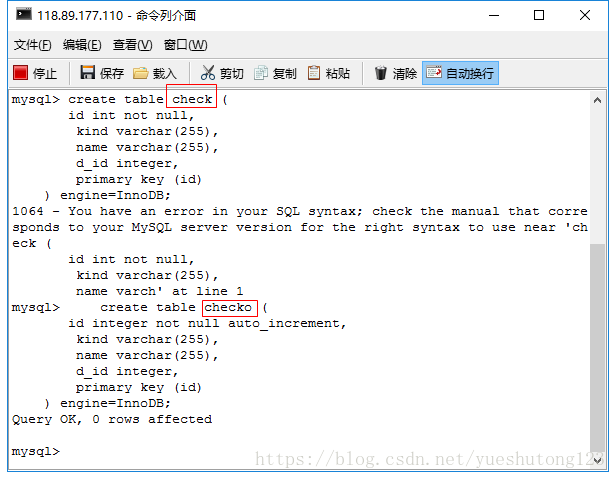 118.89.177.110 - 命令列介面
文件(F) 编辑(E) 查看(V) 窗口(W)
停止 保存 载入 剪切 复制 粘贴 清除 自动换行
mysql> create table check (
id int not null,
kind varchar(255),
name varchar(255),
d_id integer,
primary key (id)
) engine=InnoDB;
1064 - You have an error in your SQL syntax; check the manual that corre
sponds to your MySQL server version for the right syntax to use near 'ch
eck (
id int not null,
kind varchar(255),
name varch' at line 1
mysql> create table checko (
id integer not null auto_increment,
kind varchar(255),
name varchar(255),
d_id integer,
primary key (id)
) engine=InnoDB;
Query OK, 0 rows affected
mysql>
https://blog.csdn.net/yueshutong123